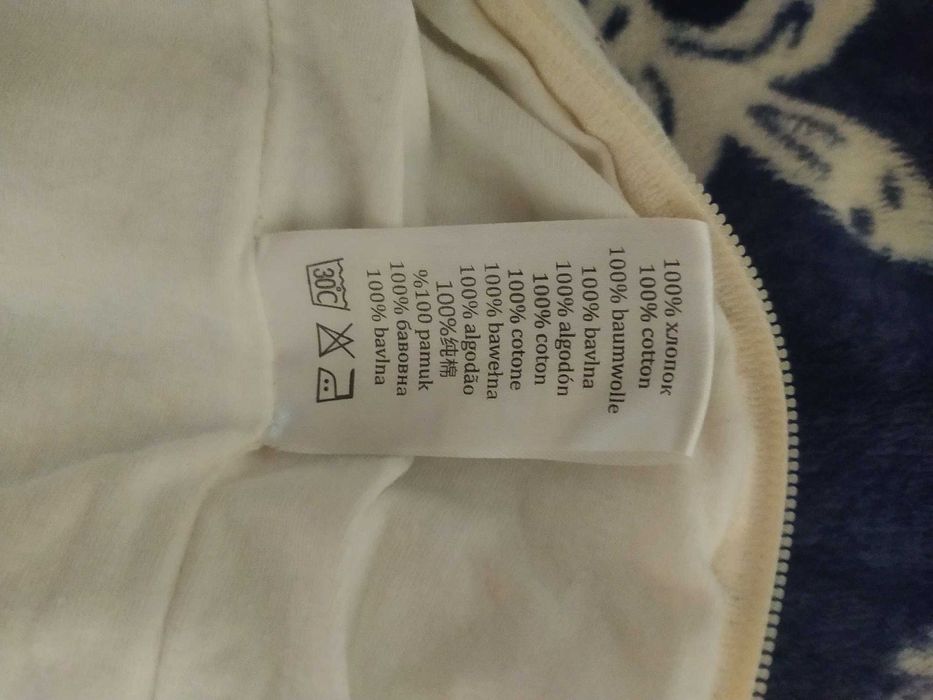 100% хлопок
100% cotton
100% baumwolle
100% bavlna
100% algodón
100% coton
100% cotone
100% bawełna
100% algodão
100%纯棉
%100 pamuk
100% бавовна
100% bavlna
30C